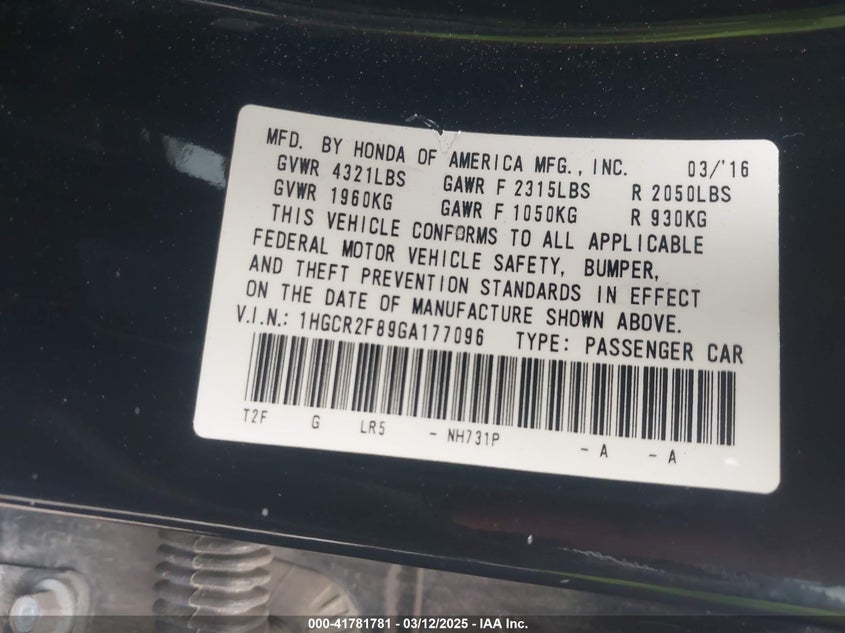 MFD. BY HONDA OF AMERICA MFG., INC. 03/'16
GVWR 4321LBS GAWR F 2315LBS R 2050LBS
GVWR 1960KG GAWR F 1050KG R 930KG
THIS VEHICLE CONFORMS TO ALL APPLICABLE
FEDERAL MOTOR VEHICLE SAFETY, BUMPER,
AND THEFT PREVENTION STANDARDS IN EFFECT
ON THE DATE OF MANUFACTURE SHOWN ABOVE.
V.I.N.: 1HGCR2F89GA177096 TYPE: PASSENGER CAR
T2F G LR5 - NH731P - A - A
000-41781781 - 03/12/2025 - IAA Inc.